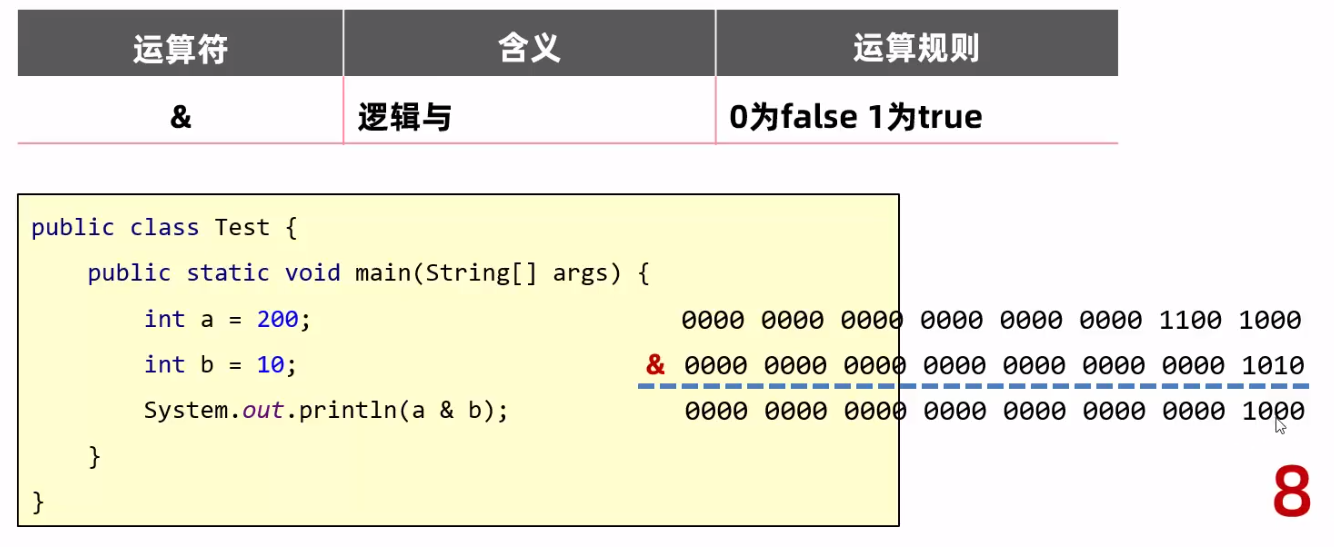 运算符 含义 运算规则
& 逻辑与 0为false 1为true
public class Test {
public static void main(String[] args) {
int a = 200; 0000 0000 0000 0000 0000 0000 1100 1000
int b = 10; & 0000 0000 0000 0000 0000 0000 0000 1010
System.out.println(a & b); 0000 0000 0000 0000 0000 0000 0000 1000
}
}
8